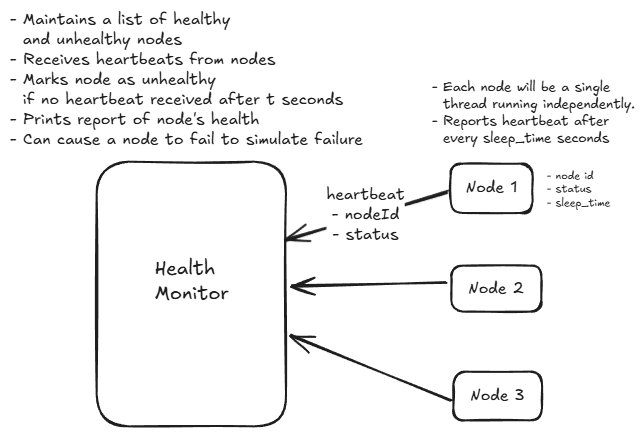 - Maintains a list of healthy
and unhealthy nodes
- Receives heartbeats from nodes
- Marks node as unhealthy
if no heartbeat received after t seconds
- Prints report of node's health
- Can cause a node to fail to simulate failure
- Each node will be a single
thread running independently.
- Reports heartbeat after
every sleep_time seconds
heartbeat
- nodeId
- status
Node 1
- node id
- status
- sleep_time
Health
Monitor
Node 2
Node 3